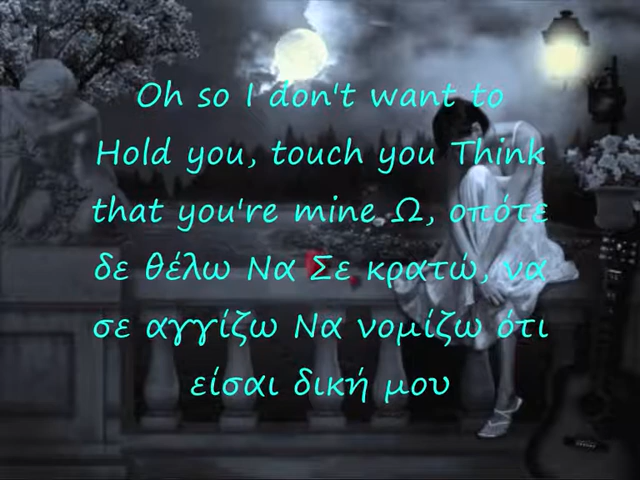 Oh so I don't want to
Hold you, touch you Think
that you're mine Ω, οπότε
δε θέλω Να Σε κρατώ, να
σε αγγίζω Να νομίζω ότι
είσαι δική μου